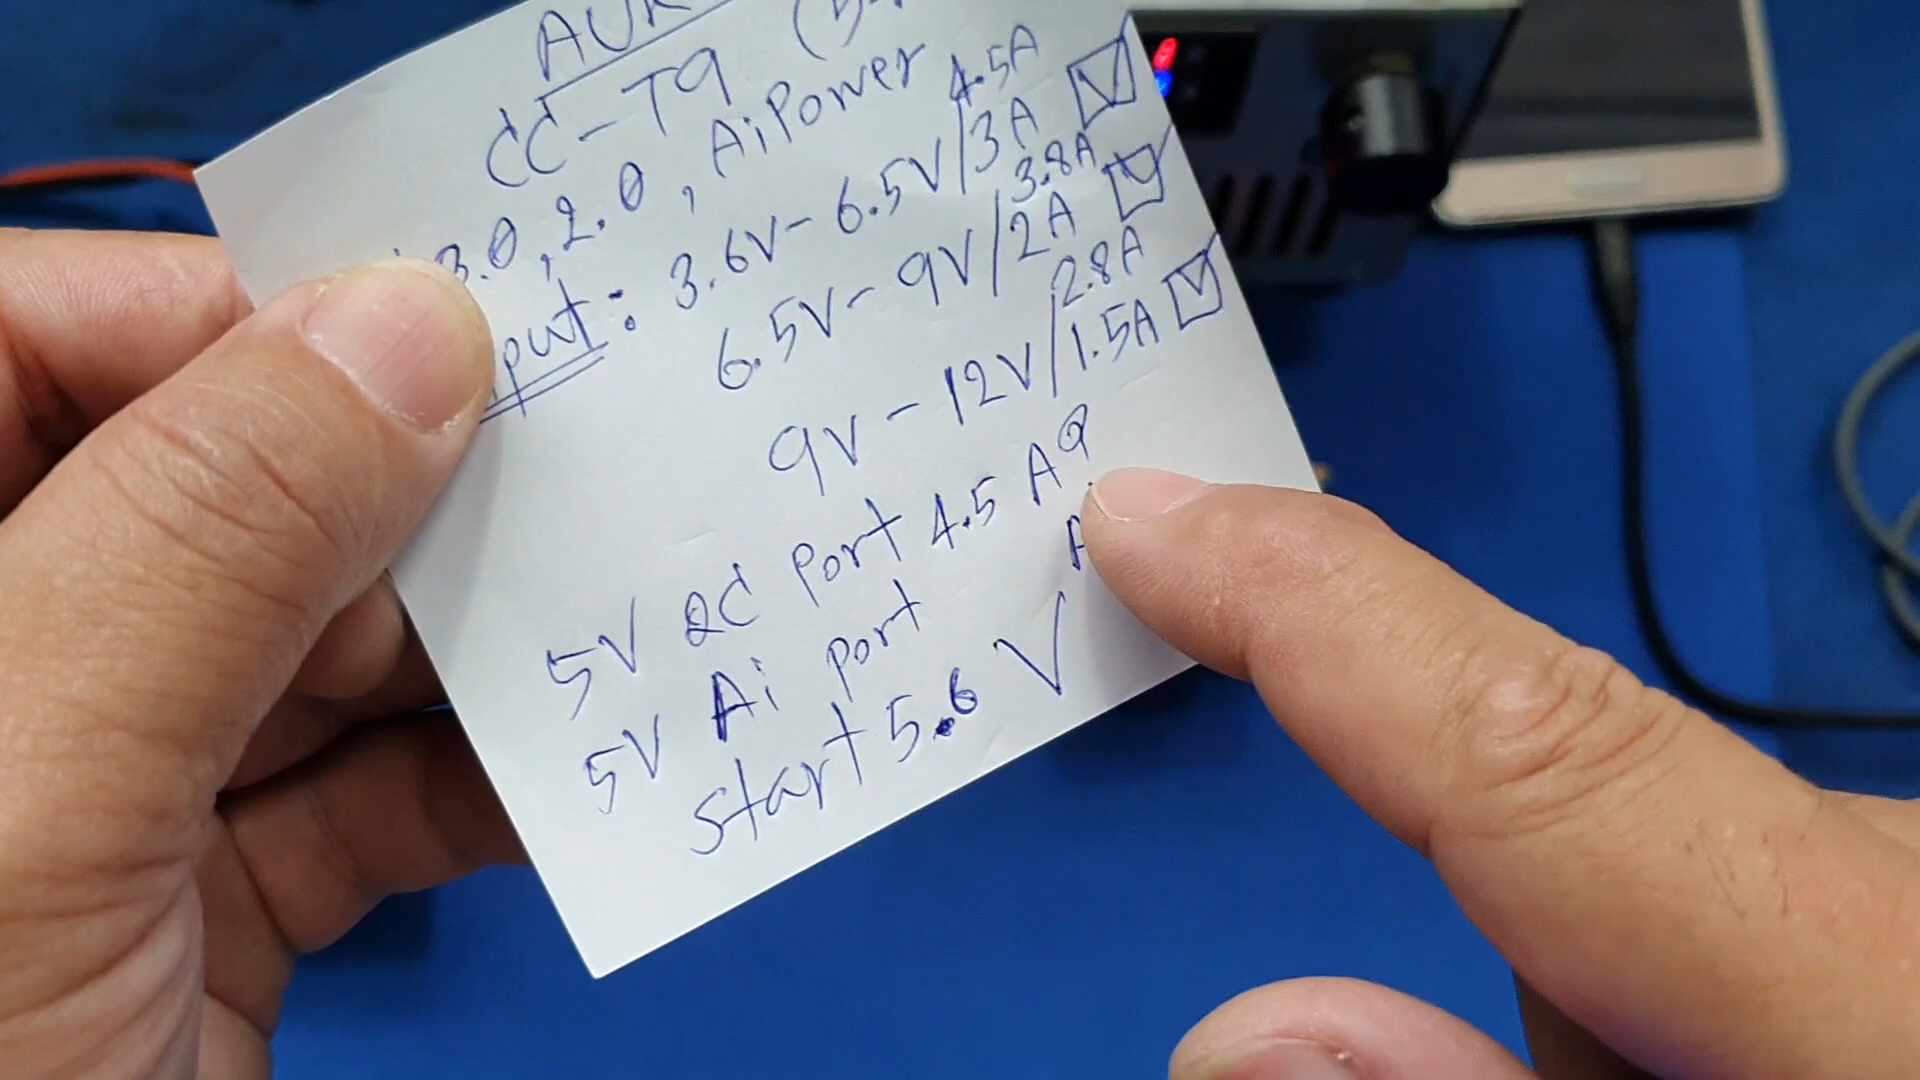 CC-T9 (5
3.0, 2.0, AiPower
4.5A
3.6V - 6.5V/3A
3.8A
6.5V - 9V/2A
2.8A
9V - 12V/1.5A
5V QC Port 4.5 A?
5V Ai Port
Start 5.6 V